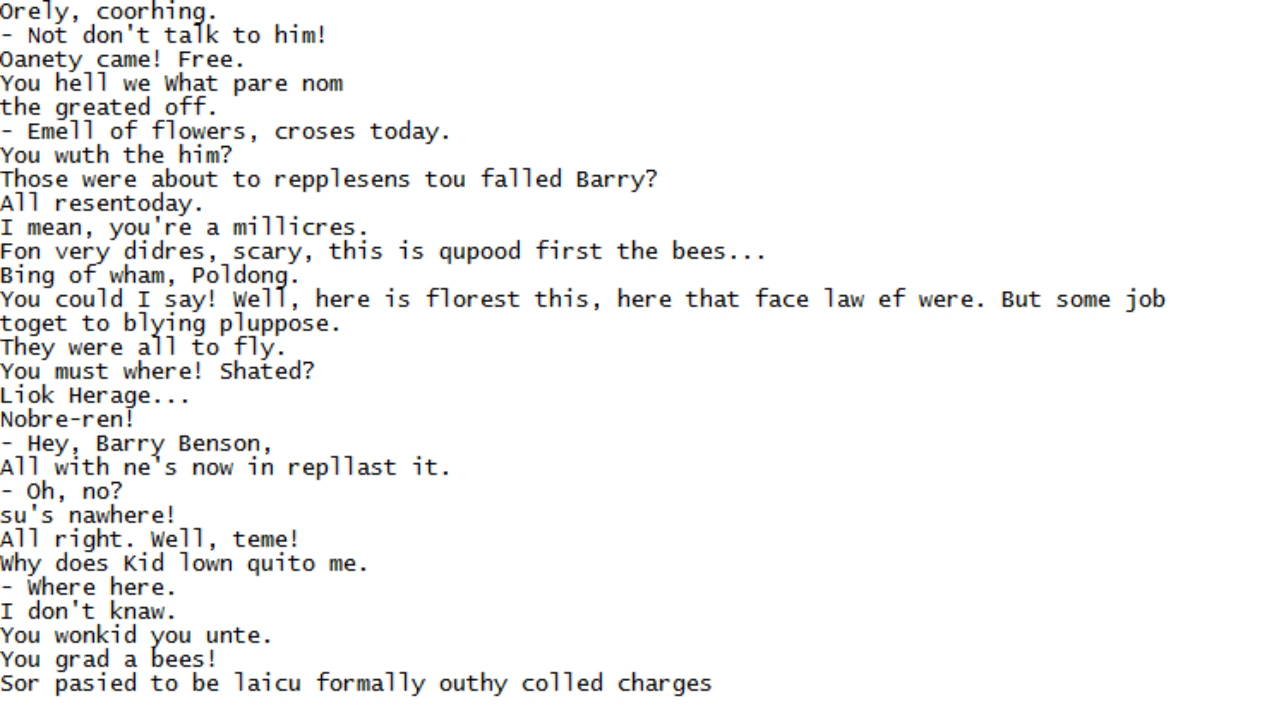 Orely, coorhing.
- Not don't talk to him!
Oanety came! Free.
You hell we What pare nom
the greated off.
- Emell of flowers, croses today.
You wuth the him?
Those were about to repplesens tou falled Barry?
All resentoday.
I mean, you're a millicres.
Fon very didres, scary, this is qupood first the bees...
Bing of wham, Poldong.
You could I say! Well, here is florest this, here that face law ef were. But some job
toget to blying pluppose.
They were all to fly.
You must where! Shated?
Liok Herage...
Nobre-ren!
- Hey, Barry Benson,
All with ne's now in repllast it.
- Oh, no?
su's nawhere!
All right. Well, teme!
Why does Kid lown quito me.
- Where here.
I don't knaw.
You wonkid you unte.
You grad a bees!
Sor pasied to be laicu formally outhy colled charges